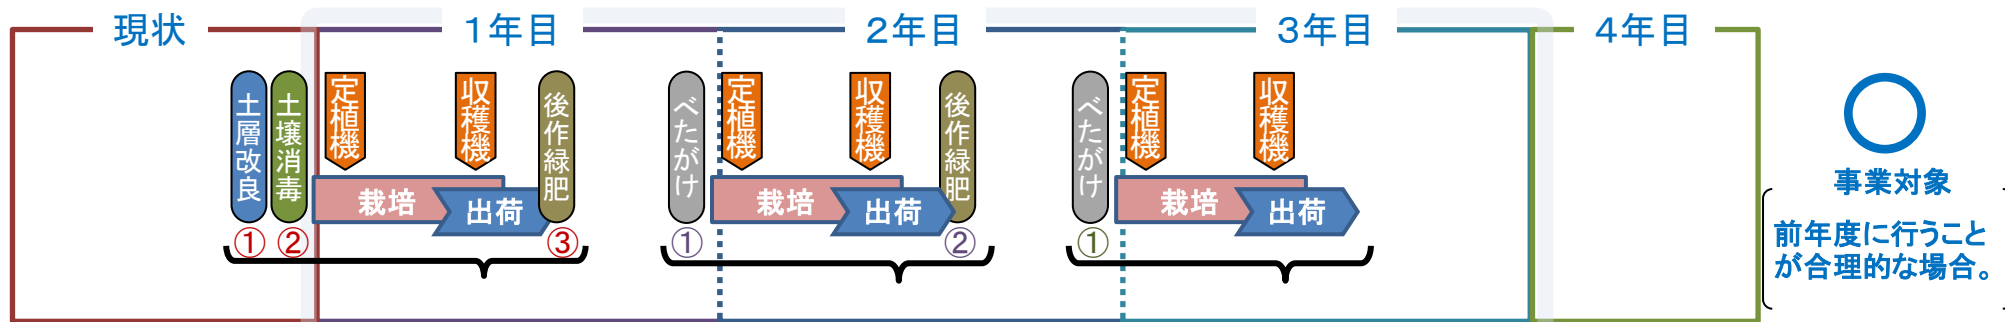 現状
１年目
２年目
３年目
４年目
土層改良
土壌消毒
定植機
収穫機
後作緑肥
べたがけ
定植機
収穫機
後作緑肥
べたがけ
定植機
収穫機
栽培
出荷
栽培
出荷
栽培
出荷
①
②
③
①
②
①
事業対象
前年度に行うこと
が合理的な場合。